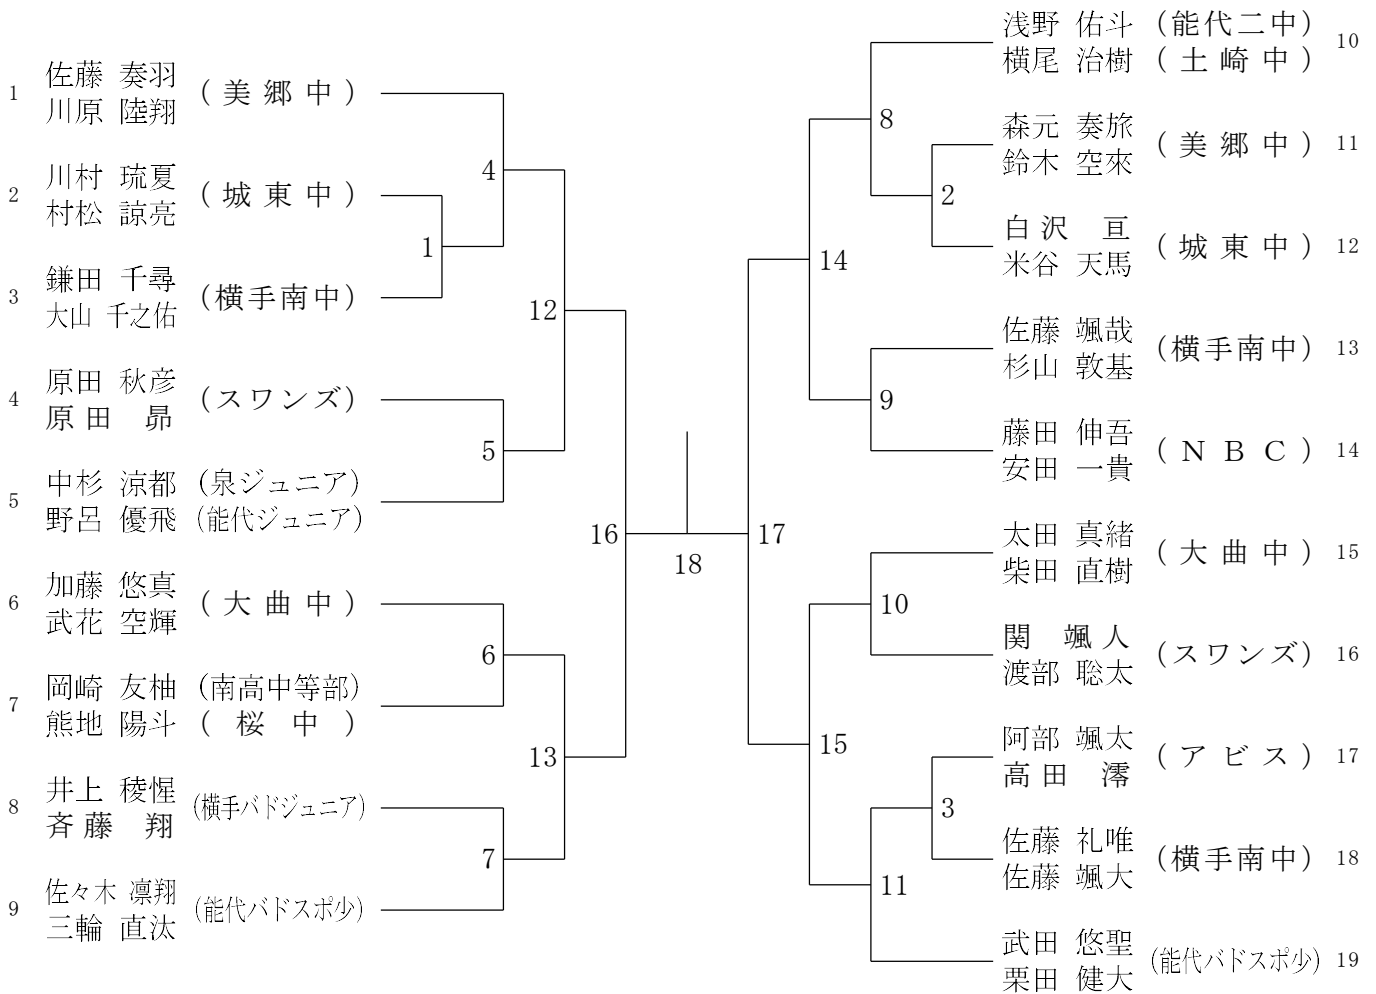 1 佐藤 奏羽 (美郷中)
川原 陸翔
2 川村 琉夏 (城東中)
村松 諒亮
3 鎌田 千尋 (横手南中)
大山 千之佑
4 原田 秋彦 (スワンズ)
原田 昴
5 中杉 涼都 (泉ジュニア)
野呂 優飛 (能代ジュニア)
6 加藤 悠真 (大曲中)
武花 空輝
7 岡崎 友柚 (南高中等部)
熊地 陽斗 (桜中)
8 井上 稜惺 (横手バドジュニア)
斉藤 翔
9 佐々木 凛翔 (能代バドスポ少)
三輪 直汰
4
1
12
5
16
6
13
7
18
17
8
2
14
9
10
15
3
11
浅野 佑斗 (能代二中) 10
横尾 治樹 (土崎中)
森元 奏旅 (美郷中) 11
鈴木 空來
白沢 亘 (城東中) 12
米谷 天馬
佐藤 颯哉 (横手南中) 13
杉山 敦基
藤田 伸吾 (NBC) 14
安田 一貴
太田 真緒 (大曲中) 15
柴田 直樹
関 颯人 (スワンズ) 16
渡部 聡太
阿部 颯太 (アビス) 17
高田 澪
佐藤 礼唯 (横手南中) 18
佐藤 颯大
武田 悠聖 (能代バドスポ少) 19
栗田 健大